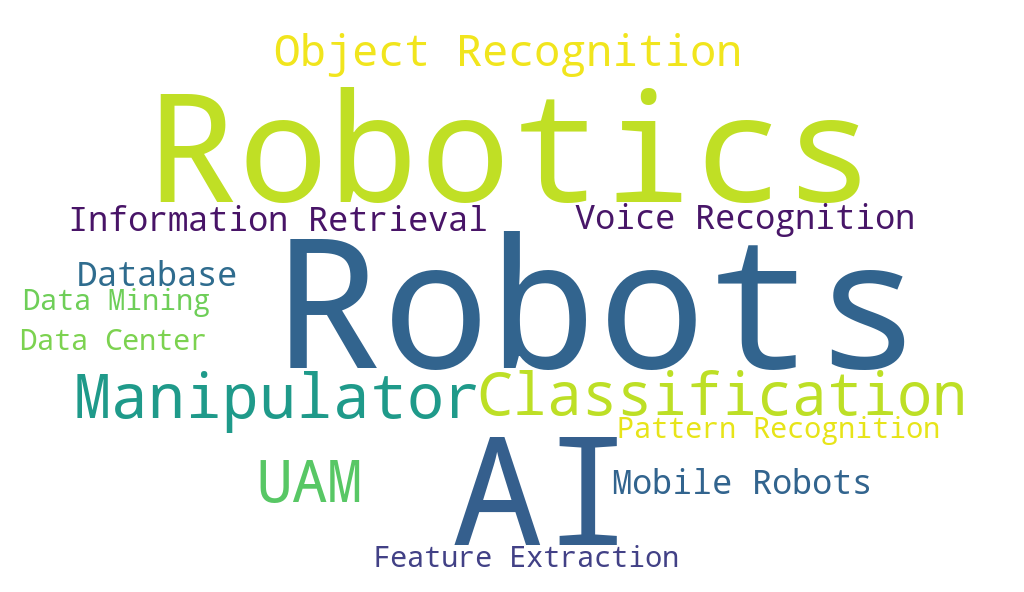 Object Recognition
Robotics
Information Retrieval
Voice Recognition
Robots
Database
Data Mining
Data Center
Manipulator
Classification
Pattern Recognition
AI
UAM
Mobile Robots
Feature Extraction